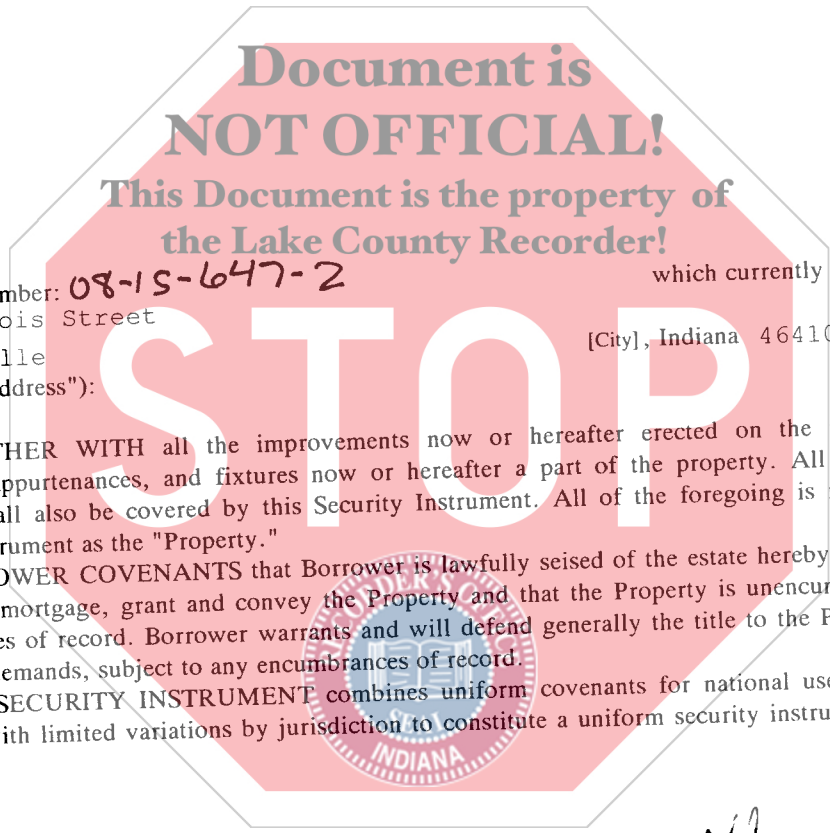 Document is
NOT OFFICIAL!
This Document is the property of
the Lake County Recorder!
mber: 08-15-647-2 which currently
ois Street
lle [City], Indiana 46410
ddress"):
STOP
THER WITH all the improvements now or hereafter erected on the
ppurtenances, and fixtures now or hereafter a part of the property. All
all also be covered by this Security Instrument. All of the foregoing is
rument as the "Property."
OWER COVENANTS that Borrower is lawfully seised of the estate hereby
mortgage, grant and convey the Property and that the Property is unencum
es of record. Borrower warrants and will defend generally the title to the P
emands, subject to any encumbrances of record.
SECURITY INSTRUMENT combines uniform covenants for national use
ith limited variations by jurisdiction to constitute a uniform security instru
RECORDER'S OFFICE
SEAL
INDIANA